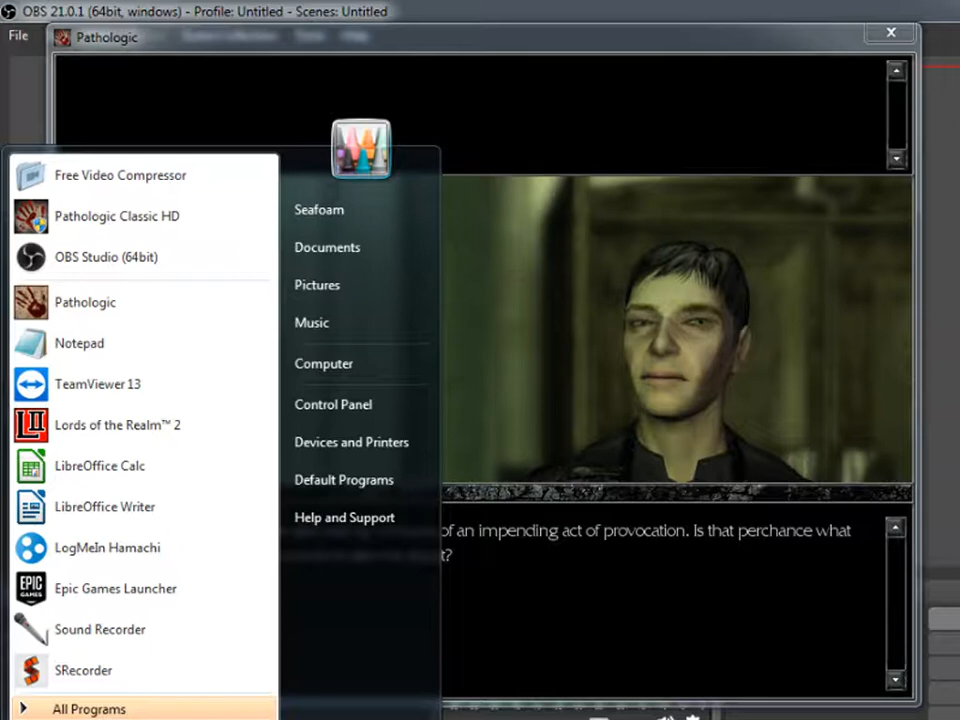 OBS 21.0.1 (64bit, windows) - Profile: Untitled - Scenes: Untitled
File
Help
Pathologic
Free Video Compressor
Pathologic Classic HD
OBS Studio (64bit)
Pathologic
Notepad
TeamViewer 13
Lords of the Realm™ 2
LibreOffice Calc
LibreOffice Writer
LogMeIn Hamachi
EPIC GAMES
Epic Games Launcher
Sound Recorder
SRecorder
All Programs
Seafoam
Documents
Pictures
Music
Computer
Control Panel
Devices and Printers
Default Programs
Help and Support
of an impending act of provocation. Is that perchance what
t?